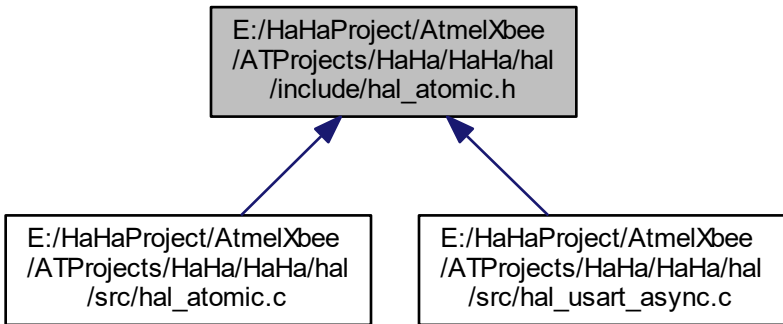 E:/HaHaProject/AtmelXbee
/ATProjects/HaHa/HaHa/hal
/include/hal_atomic.h
E:/HaHaProject/AtmelXbee
/ATProjects/HaHa/HaHa/hal
/src/hal_atomic.c
E:/HaHaProject/AtmelXbee
/ATProjects/HaHa/HaHa/hal
/src/hal_usart_async.c